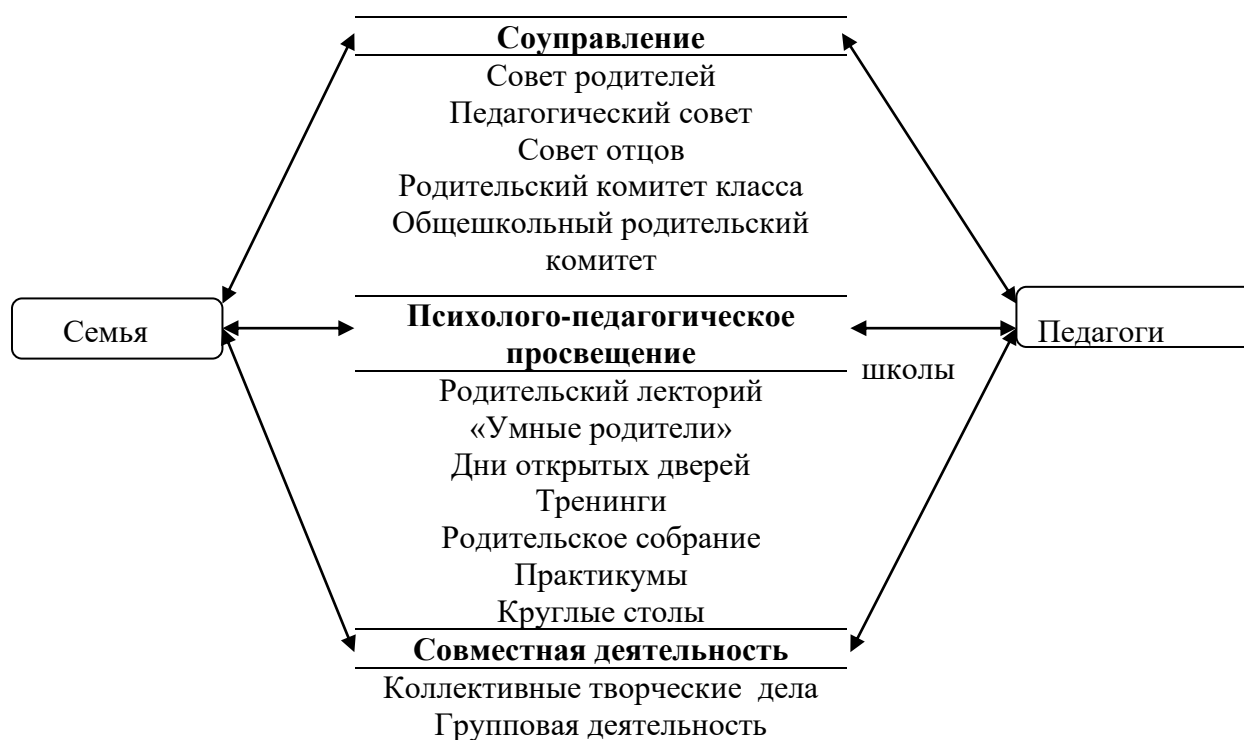 Соуправление
Совет родителей
Педагогический совет
Совет отцов
Родительский комитет класса
Общешкольный родительский
комитет
Семья
Психолого-педагогическое
просвещение
Педагоги
школы
Родительский лекторий
«Умные родители»
Дни открытых дверей
Тренинги
Родительское собрание
Практикумы
Круглые столы
Совместная деятельность
Коллективные творческие дела
Групповая деятельность